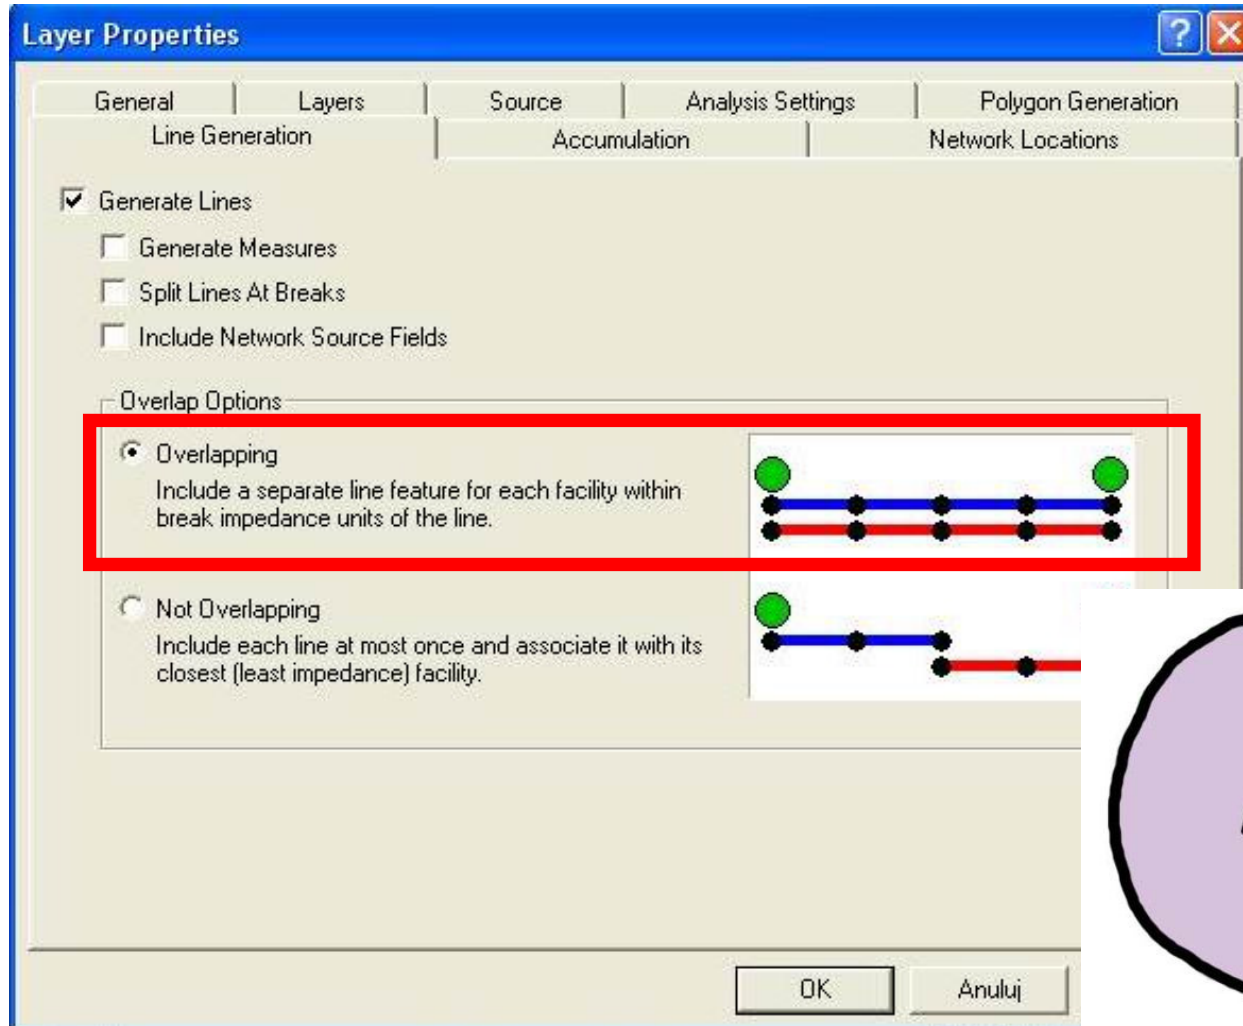 Layer Properties
General Layers Source Analysis Settings Polygon Generation
Line Generation Accumulation Network Locations
Generate Lines
Generate Measures
Split Lines At Breaks
Include Network Source Fields
Overlap Options
Overlapping
Include a separate line feature for each facility within
break impedance units of the line.
Not Overlapping
Include each line at most once and associate it with its
closest (least impedance) facility.
OK Anuluj